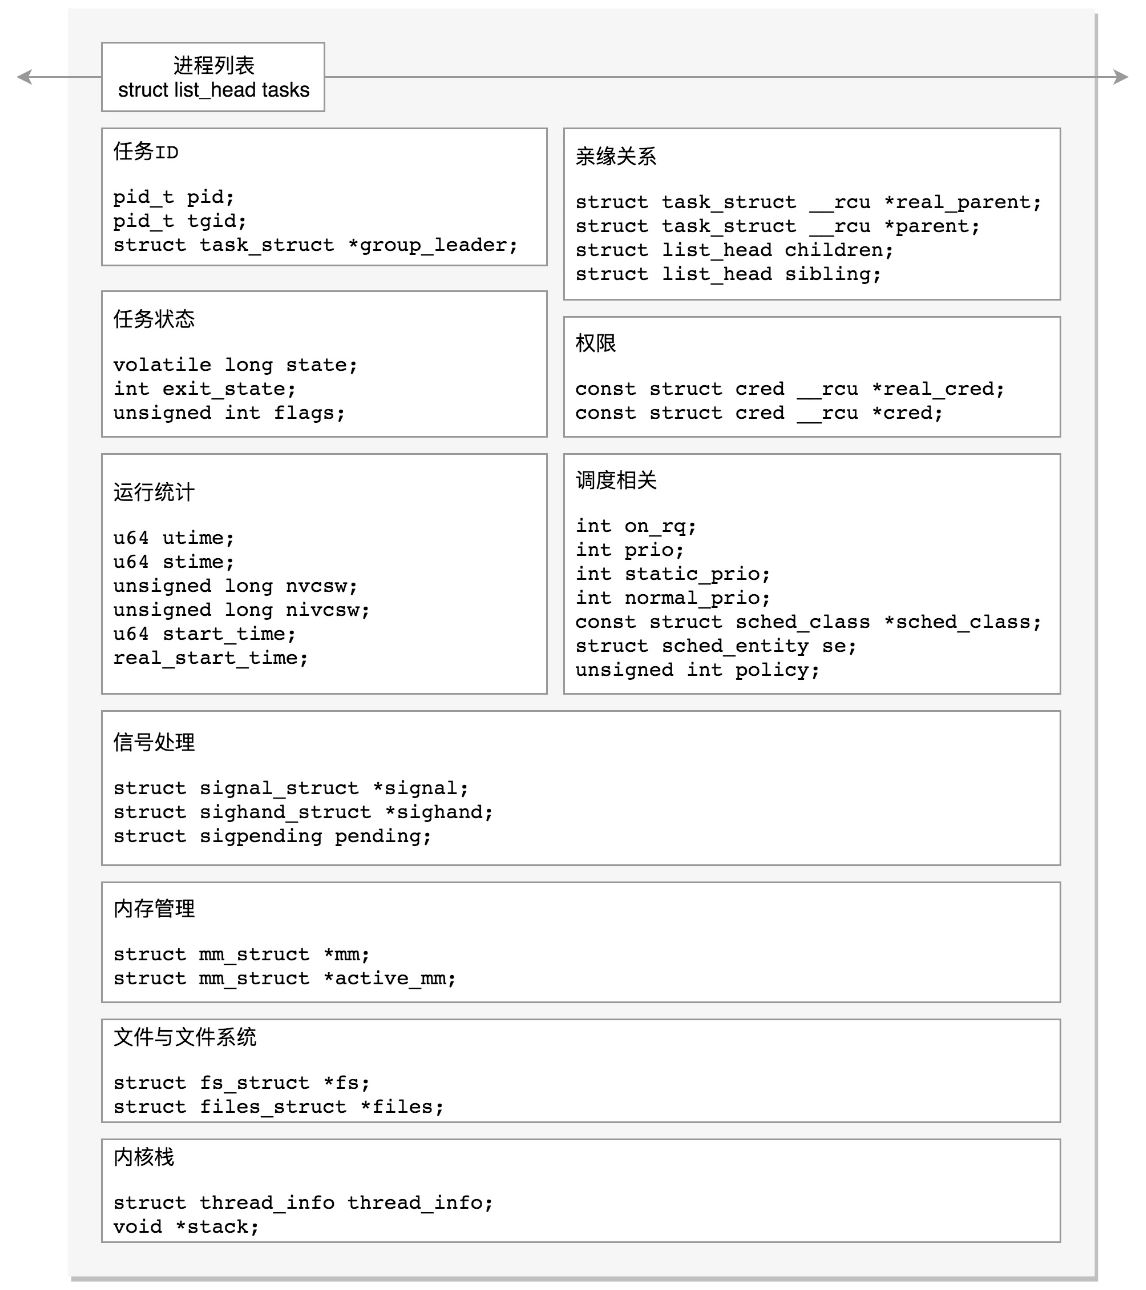 进程列表
struct list_head tasks
任务ID
pid_t pid;
pid_t tgid;
struct task_struct *group_leader;
亲缘关系
struct task_struct __rcu *real_parent;
struct task_struct __rcu *parent;
struct list_head children;
struct list_head sibling;
任务状态
volatile long state;
int exit_state;
unsigned int flags;
权限
const struct cred __rcu *real_cred;
const struct cred __rcu *cred;
运行统计
u64 utime;
u64 stime;
unsigned long nvcsw;
unsigned long nivcsw;
u64 start_time;
real_start_time;
调度相关
int on_rq;
int prio;
int static_prio;
int normal_prio;
const struct sched_class *sched_class;
struct sched_entity se;
unsigned int policy;
信号处理
struct signal_struct *signal;
struct sighand_struct *sighand;
struct sigpending pending;
内存管理
struct mm_struct *mm;
struct mm_struct *active_mm;
文件与文件系统
struct fs_struct *fs;
struct files_struct *files;
内核栈
struct thread_info thread_info;
void *stack;